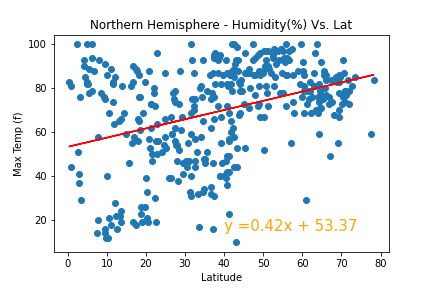 Northern Hemisphere - Humidity(%) Vs. Lat
Max Temp (f)
100
80
60
40
20
y =0.42x + 53.37
0 10 20 30 40 50 60 70 80
Latitude